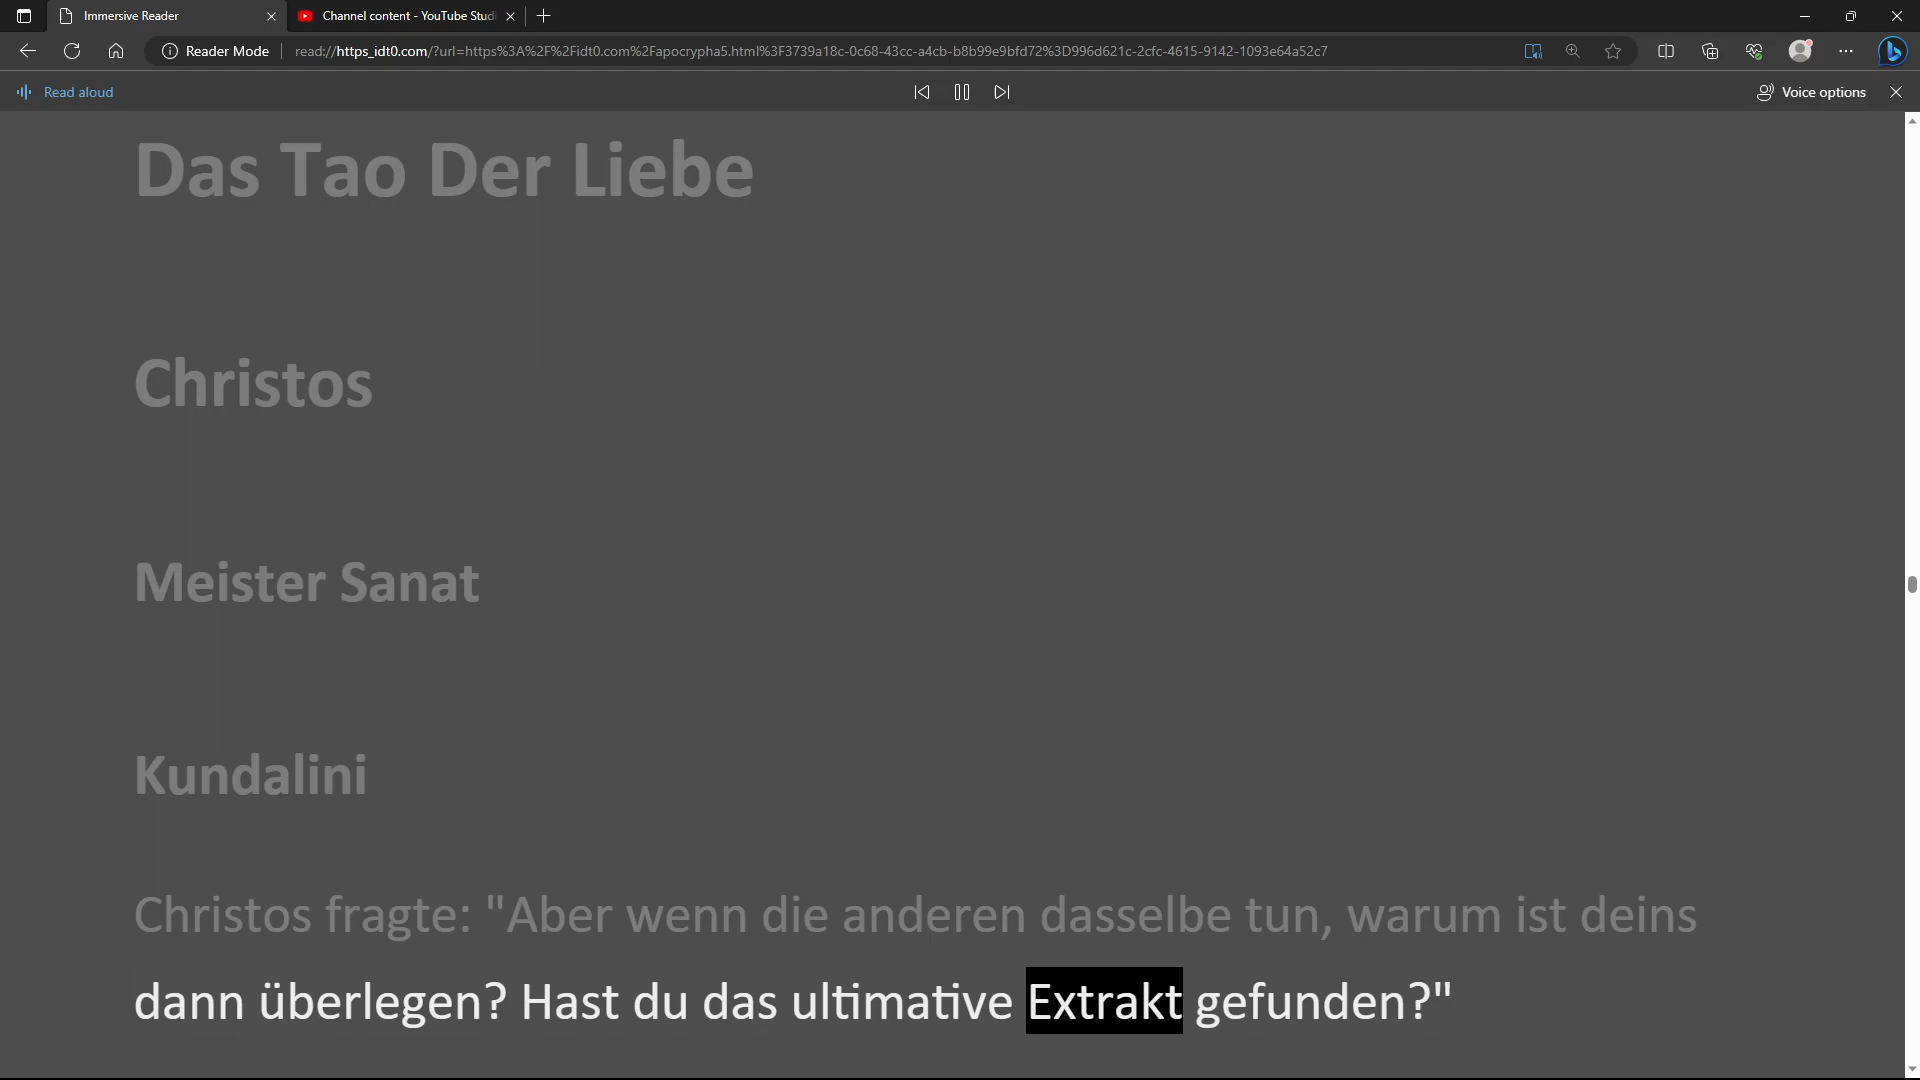 Immersive Reader
Channel content - YouTube Studi
Reader Mode
read://https_idt0.com/?url=https%3A%2F%2Fidt0.com%2Fapocrypha5.html%3F3739a18c-0c68-43cc-a4cb-b8b99e9bfd72%3D996d621c-2cfc-4615-9142-1093e64a52c7
Read aloud
Voice options
Das Tao Der Liebe
Christos
Meister Sanat
Kundalini
Christos fragte: "Aber wenn die anderen dasselbe tun, warum ist deins
dann überlegen? Hast du das ultimative Extrakt gefunden?"